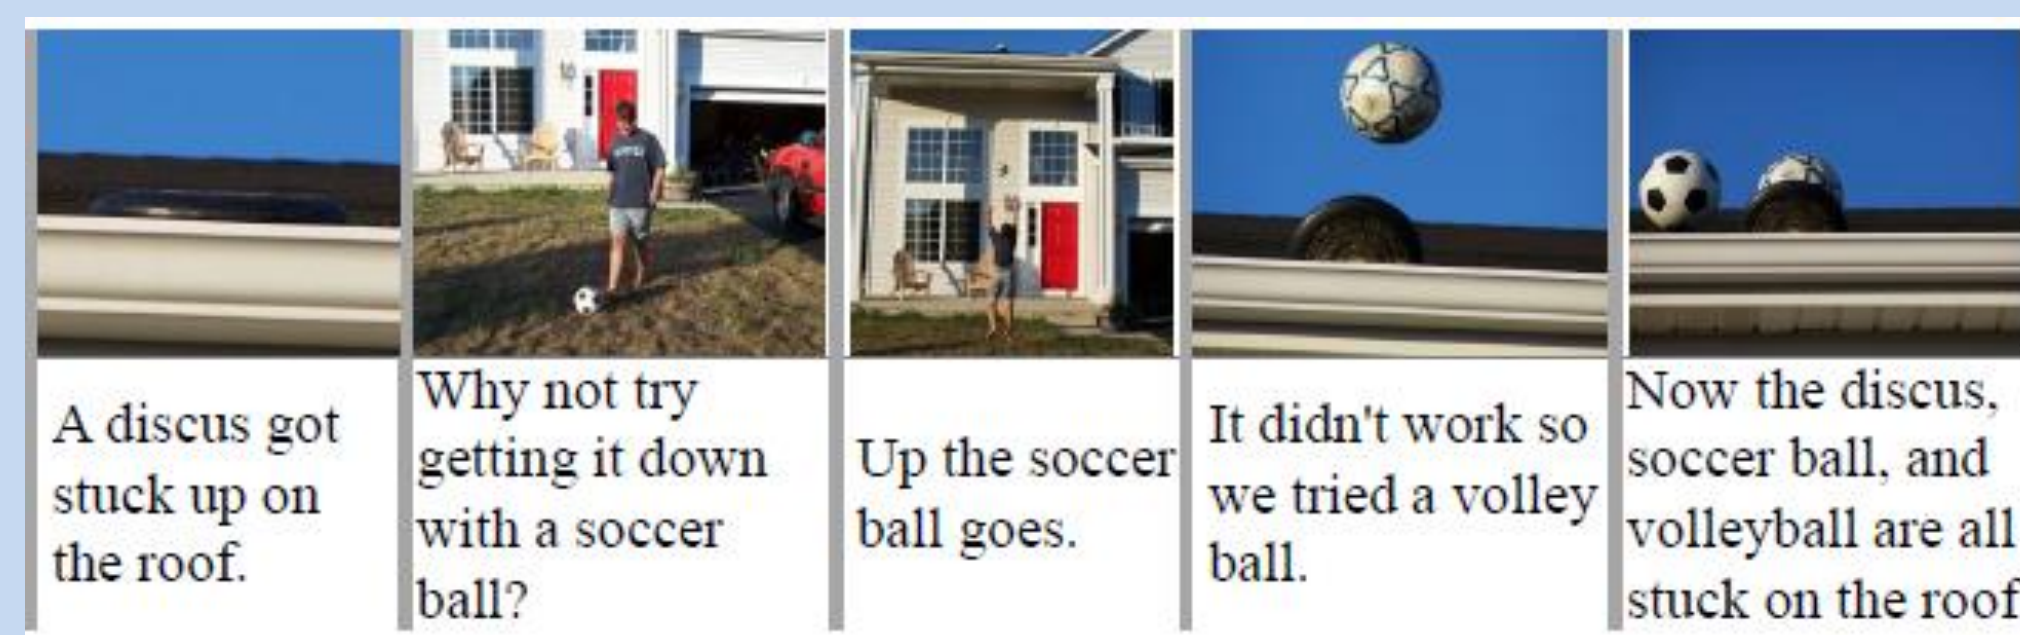 A discus got
stuck up on
the roof.
Why not try
getting it down
with a soccer
ball?
Up the soccer
ball goes.
It didn't work so
we tried a volley
ball.
Now the discus,
soccer ball, and
volleyball are all
stuck on the roof